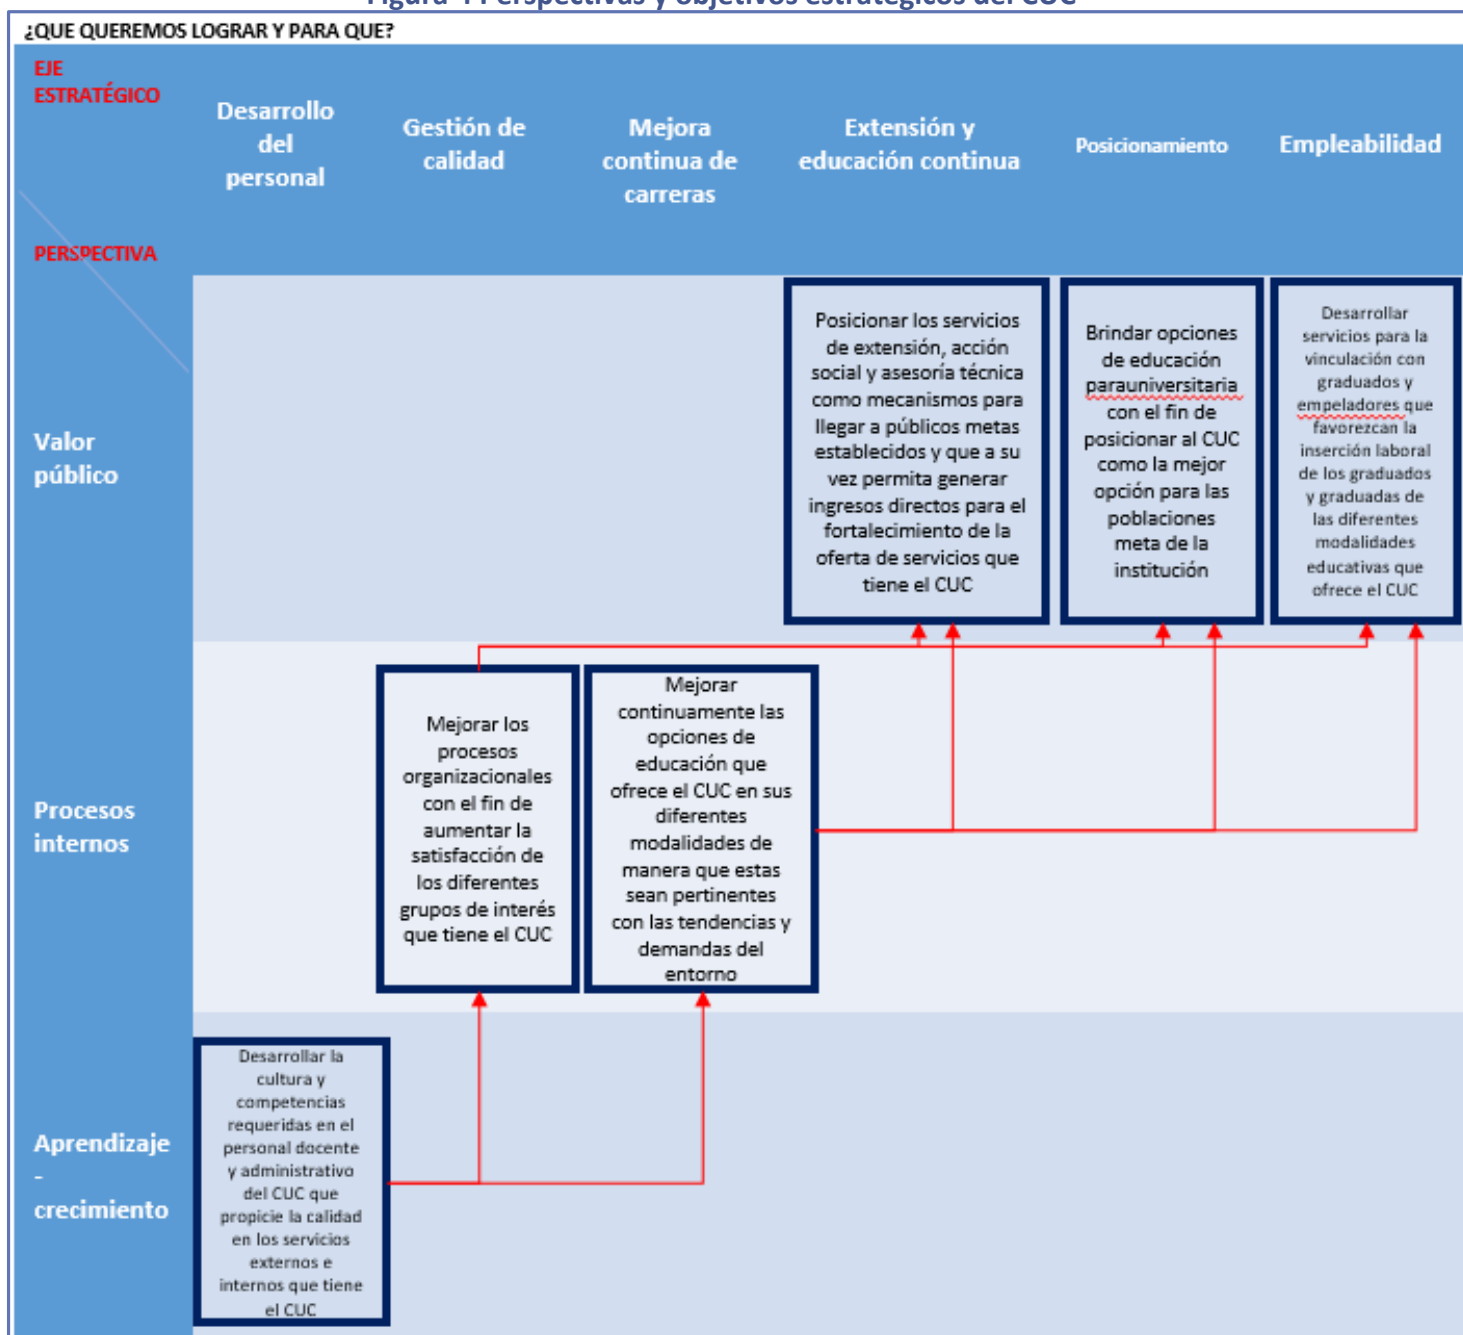 Figura 4 Perspectivas y objetivos estratégicos del CUC
¿QUE QUEREMOS LOGRAR Y PARA QUE?
EJE
ESTRATÉGICO
PERSPECTIVA
Desarrollo
del
personal
Gestión de
calidad
Mejora
continua de
carreras
Extensión y
educación continua
Posicionamiento
Empleabilidad
Valor
público
Posicionar los servicios
de extensión, acción
social y asesoría técnica
como mecanismos para
llegar a públicos metas
establecidos y que a su
vez permita generar
ingresos directos para el
fortalecimiento de la
oferta de servicios que
tiene el CUC
Brindar opciones
de educación
parauniversitaria
con el fin de
posicionar al CUC
como la mejor
opción para las
poblaciones
meta de la
institución
Desarrollar
servicios para la
vinculación con
graduados y
empeladores que
favorezcan la
inserción laboral
de los graduados
y graduadas de
las diferentes
modalidades
educativas que
ofrece el CUC
Procesos
internos
Mejorar los
procesos
organizacionales
con el fin de
aumentar la
satisfacción de
los diferentes
grupos de interés
que tiene el CUC
Mejorar
continuamente las
opciones de
educación que
ofrece el CUC en sus
diferentes
modalidades de
manera que estas
sean pertinentes
con las tendencias y
demandas del
entorno
Aprendizaje
-
crecimiento
Desarrollar la
cultura y
competencias
requeridas en el
personal docente
y administrativo
del CUC que
propicie la calidad
en los servicios
externos e
internos que tiene
el CUC